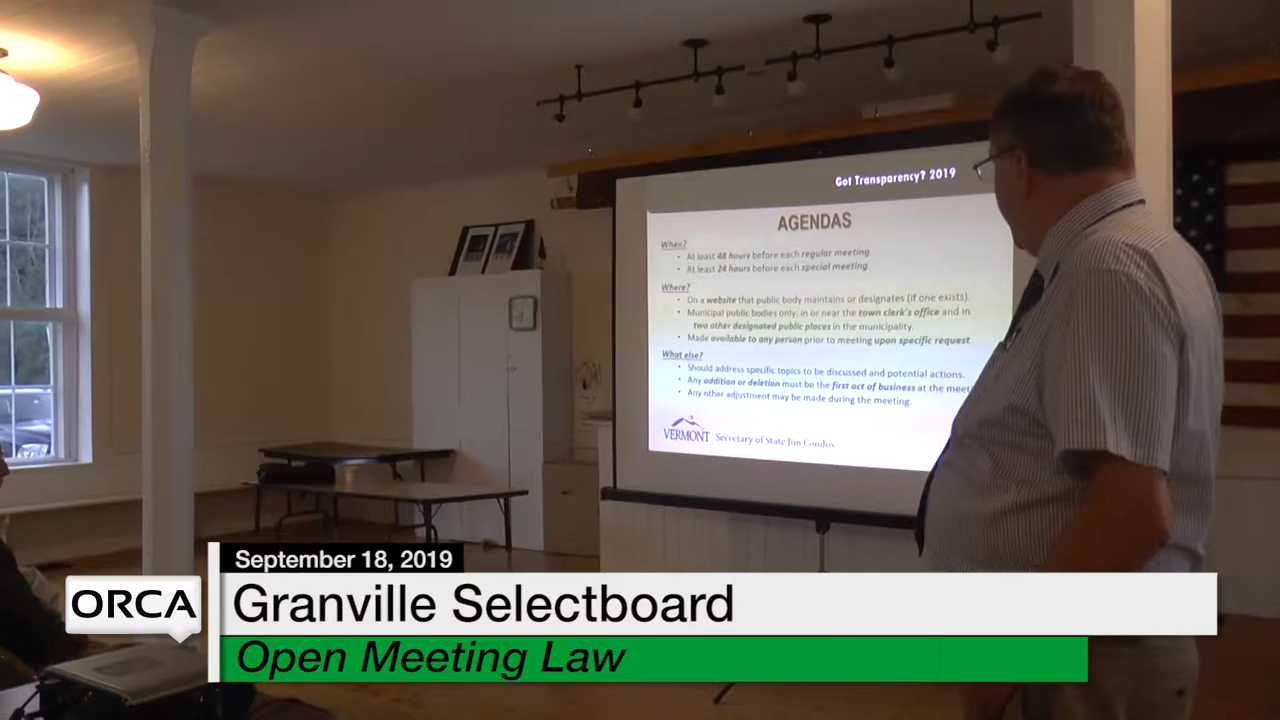 Got Transparency? 2019
AGENDAS
When?
• At least 48 hours before each regular meeting.
• At least 24 hours before each special meeting.
Where?
• On a website that public body maintains or designates (if one exists).
• Municipal public bodies only: in or near the town clerk's office and in
two other designated public places in the municipality.
• Made available to any person prior to meeting upon specific request.
What else?
• Should address specific topics to be discussed and potential actions.
• Any addition or deletion must be the first act of business at the meeti
• Any other adjustment may be made during the meeting.
VERMONT Secretary of State Jim Condos
September 18, 2019
ORCA Granville Selectboard
Open Meeting Law